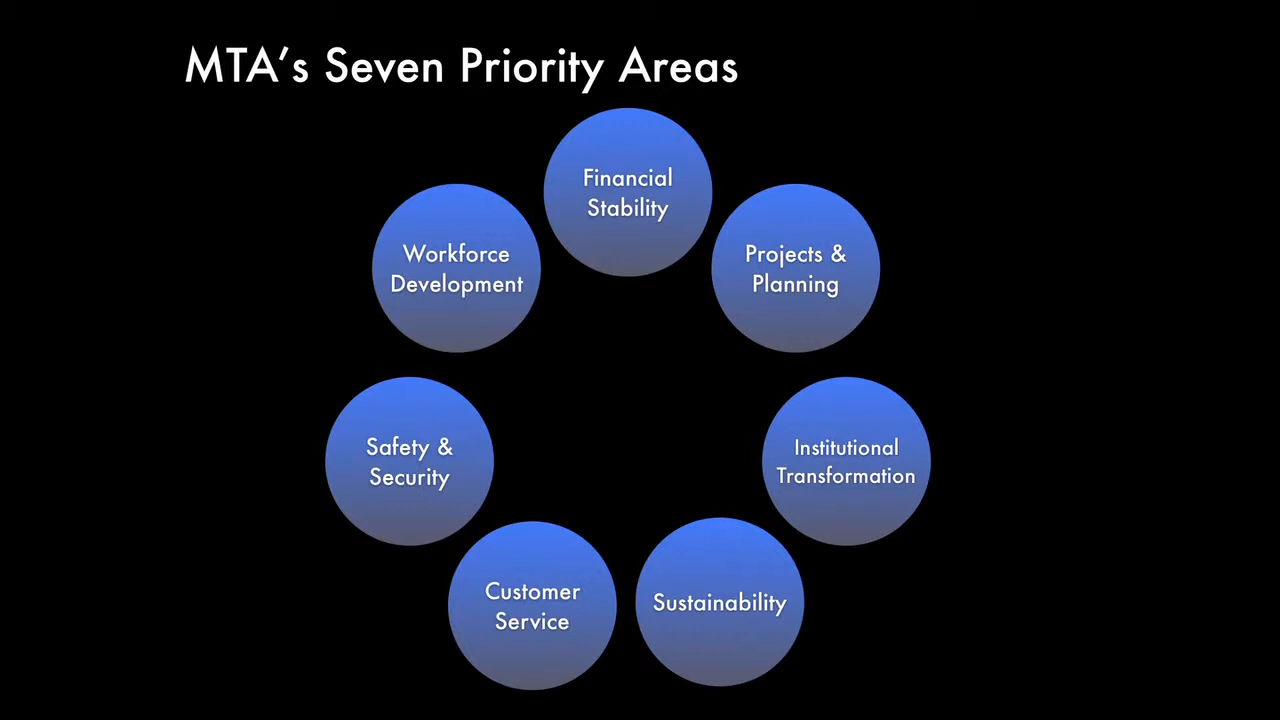 MTA’s Seven Priority Areas
Financial
Stability
Projects &
Planning
Institutional
Transformation
Sustainability
Customer
Service
Safety &
Security
Workforce
Development